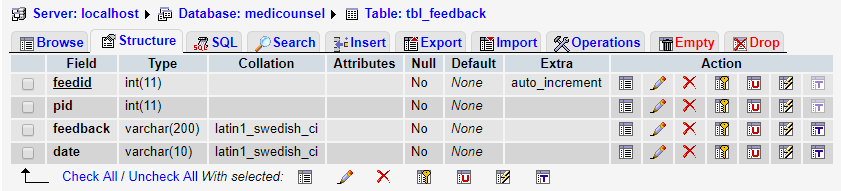 Server: localhost Database: medicounsel Table: tbl_feedback
Browse Structure SQL Search Insert Export Import Operations Empty Drop
Field Type Collation Attributes Null Default Extra Action
feedid int(11) No None auto_increment
pid int(11) No None
feedback varchar(200) latin1_swedish_ci No None
date varchar(10) latin1_swedish_ci No None
Check All / Uncheck All With selected: